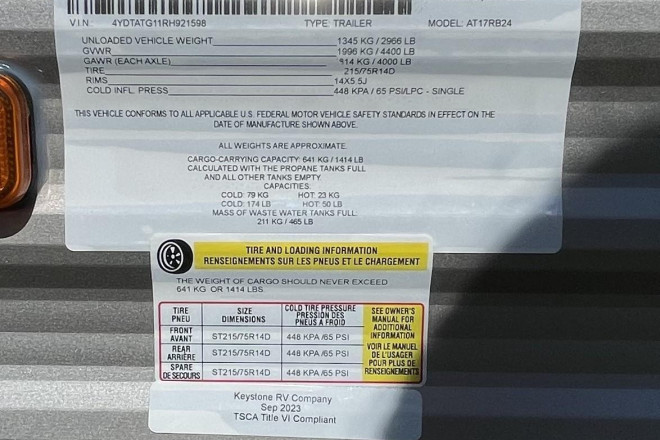 V I N: 4YDTATG11RH921598 TYPE: TRAILER MODEL: AT17RB24
UNLOADED VEHICLE WEIGHT 1345 KG / 2966 LB
GVWR 1996 KG / 4400 LB
GAWR (EACH AXLE) 814 KG / 4000 LB
TIRE 215/75R14D
RIMS 14X5.5J
COLD INFL. PRESS 448 KPA / 65 PSI/LPC - SINGLE
THIS VEHICLE CONFORMS TO ALL APPLICABLE U.S. FEDERAL MOTOR VEHICLE SAFETY STANDARDS IN EFFECT ON THE
DATE OF MANUFACTURE SHOWN ABOVE.
ALL WEIGHTS ARE APPROXIMATE.
CARGO-CARRYING CAPACITY: 641 KG / 1414 LB
CALCULATED WITH THE PROPANE TANKS FULL
AND ALL OTHER TANKS EMPTY.
CAPACITIES:
COLD: 79 KG HOT: 23 KG
COLD: 174 LB HOT: 50 LB
MASS OF WASTE WATER TANKS FULL:
211 KG / 465 LB
TIRE AND LOADING INFORMATION
RENSEIGNEMENTS SUR LES PNEUS ET LE CHARGEMENT
THE WEIGHT OF CARGO SHOULD NEVER EXCEED
641 KG OR 1414 LBS.
TIRE
PNEU
SIZE
DIMENSIONS
COLD TIRE PRESSURE
PRESSION DES
PNEUS A FROID
SEE OWNER'S
MANUAL FOR
ADDITIONAL
INFORMATION
VOIR LE MANUEL
DE L'USAGER
POUR PLUS DE
RENSEIGNEMENTS
FRONT
AVANT
ST215/75R14D
448 KPA /65 PSI
REAR
ARRIÈRE
ST215/75R14D
448 KPA /65 PSI
SPARE
DE SECOURS
ST215/75R14D
448 KPA /65 PSI
Keystone RV Company
Sep 2023
TSCA Title VI Compliant